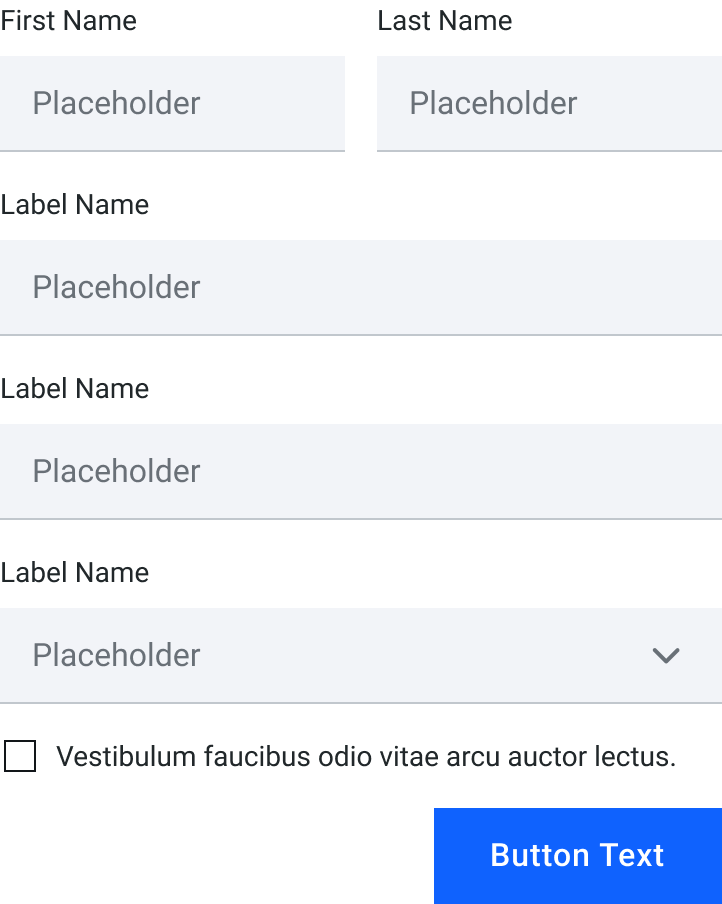 First Name
Last Name
Placeholder
Placeholder
Label Name
Placeholder
Label Name
Placeholder
Label Name
Placeholder
Vestibulum faucibus odio vitae arcu auctor lectus.
Button Text